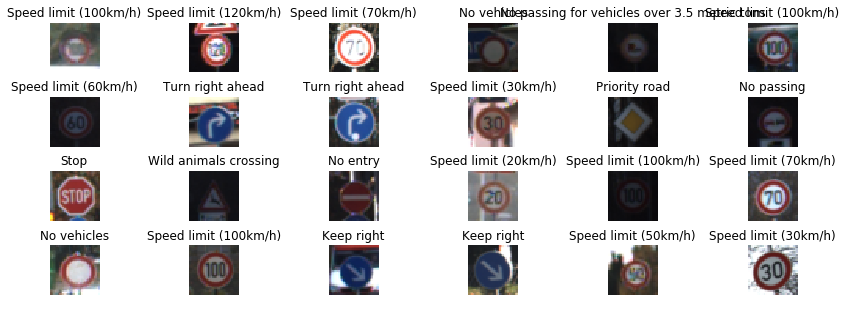 Speed limit (100km/h)
Speed limit (120km/h)
Speed limit (70km/h)
No vehicles
No passing for vehicles over 3.5 metric tons
Speed limit (100km/h)
100
120
70
100
Speed limit (60km/h)
Turn right ahead
Turn right ahead
Speed limit (30km/h)
Priority road
No passing
60
30
Stop
Wild animals crossing
No entry
Speed limit (20km/h)
Speed limit (100km/h)
Speed limit (70km/h)
STOP
20
100
70
No vehicles
Speed limit (100km/h)
Keep right
Keep right
Speed limit (50km/h)
Speed limit (30km/h)
100
30